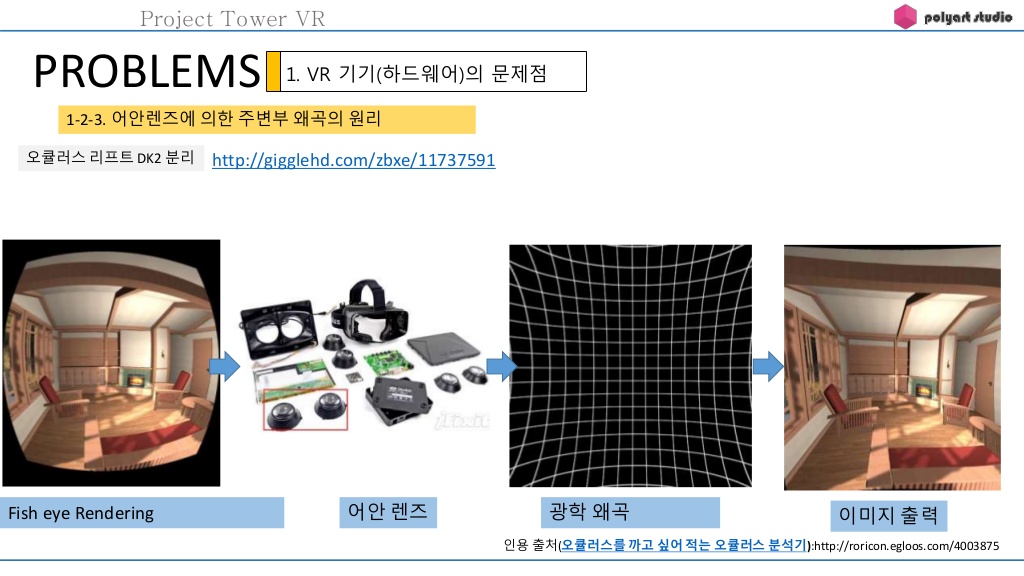 Project Tower VR
polyart studio
PROBLEMS
1. VR 기기(하드웨어)의 문제점
1-2-3. 어안렌즈에 의한 주변부 왜곡의 원리
오큘러스 리프트 DK2 분리
http://gigglehd.com/zbxe/11737591
iFixit
Fish eye Rendering
어안 렌즈
광학 왜곡
이미지 출력
인용 출처(오큘러스를 까고 싶어 적는 오큘러스 분석기):http://roricon.egloos.com/4003875